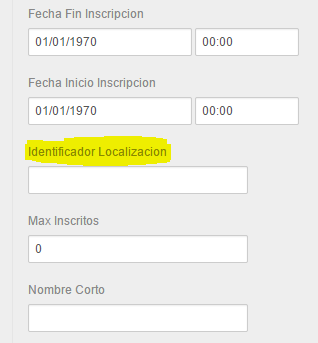 Fecha Fin Inscripcion
01/01/1970 00:00
Fecha Inicio Inscripcion
01/01/1970 00:00
Identificador Localizacion
Max Inscritos
0
Nombre Corto